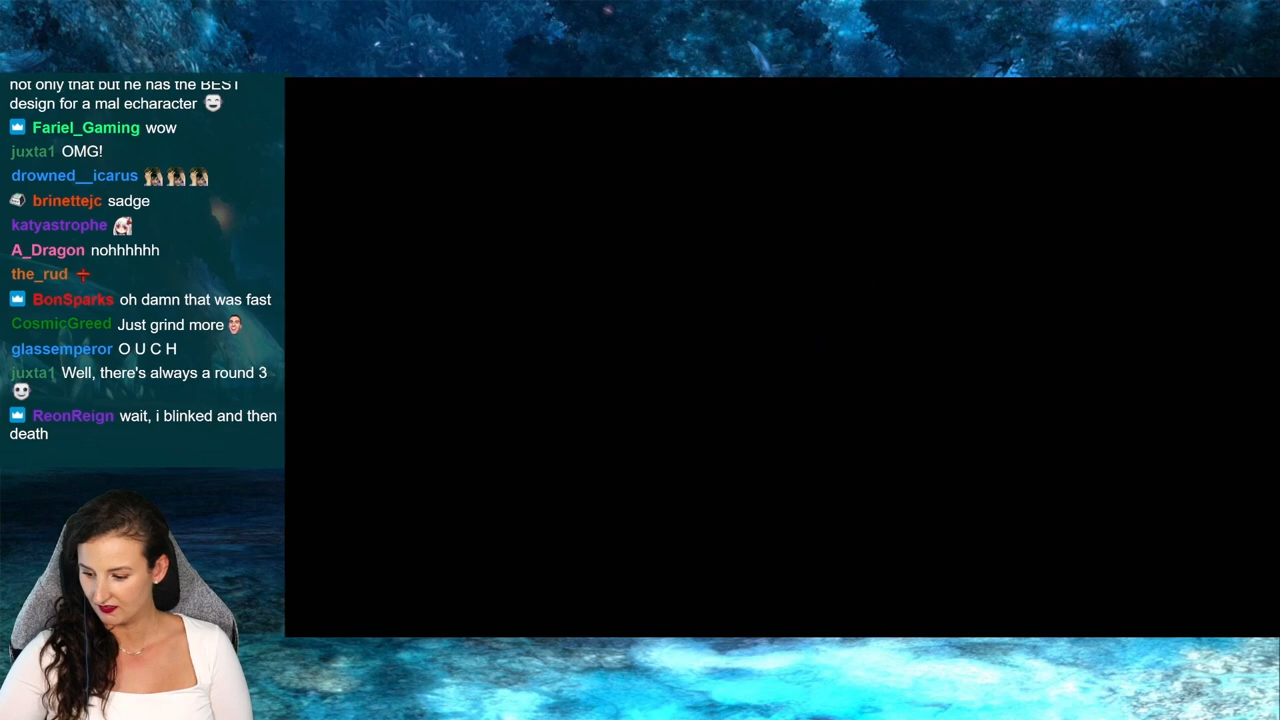 not only that but he has the BEST
design for a mal echaracter
Fariel_Gaming wow
juxta1 OMG!
drowned__icarus
brinettejc sadge
katyastrophe
A_Dragon nohhhhhh
the_rud
BonSparks oh damn that was fast
CosmicGreed Just grind more
glassemperor O U C H
juxta1 Well, there's always a round 3
ReonReign wait, i blinked and then
death